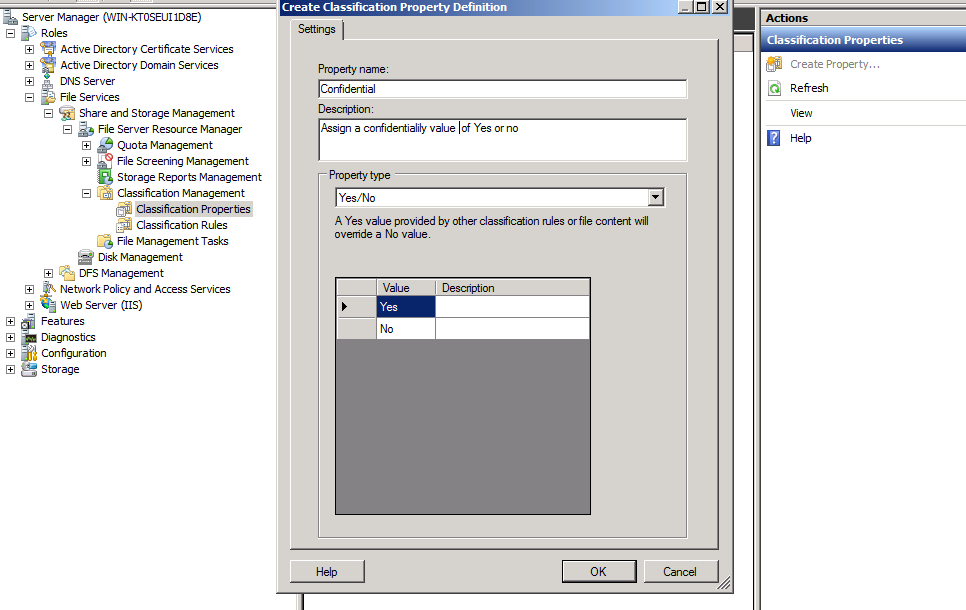 Server Manager (WIN-KT0SEUI1D8E)
Roles
Active Directory Certificate Services
Active Directory Domain Services
DNS Server
File Services
Share and Storage Management
File Server Resource Manager
Quota Management
File Screening Management
Storage Reports Management
Classification Management
Classification Properties
Classification Rules
File Management Tasks
Disk Management
DFS Management
Network Policy and Access Services
Web Server (IIS)
Features
Diagnostics
Configuration
Storage
Create Classification Property Definition
Settings
Property name:
Confidential
Description:
Assign a confidentialily value of Yes or no
Property type
Yes/No
A Yes value provided by other classification rules or file content will
override a No value.
Value Description
Yes
No
Help OK Cancel
Actions
Classification Properties
Create Property...
Refresh
View
Help